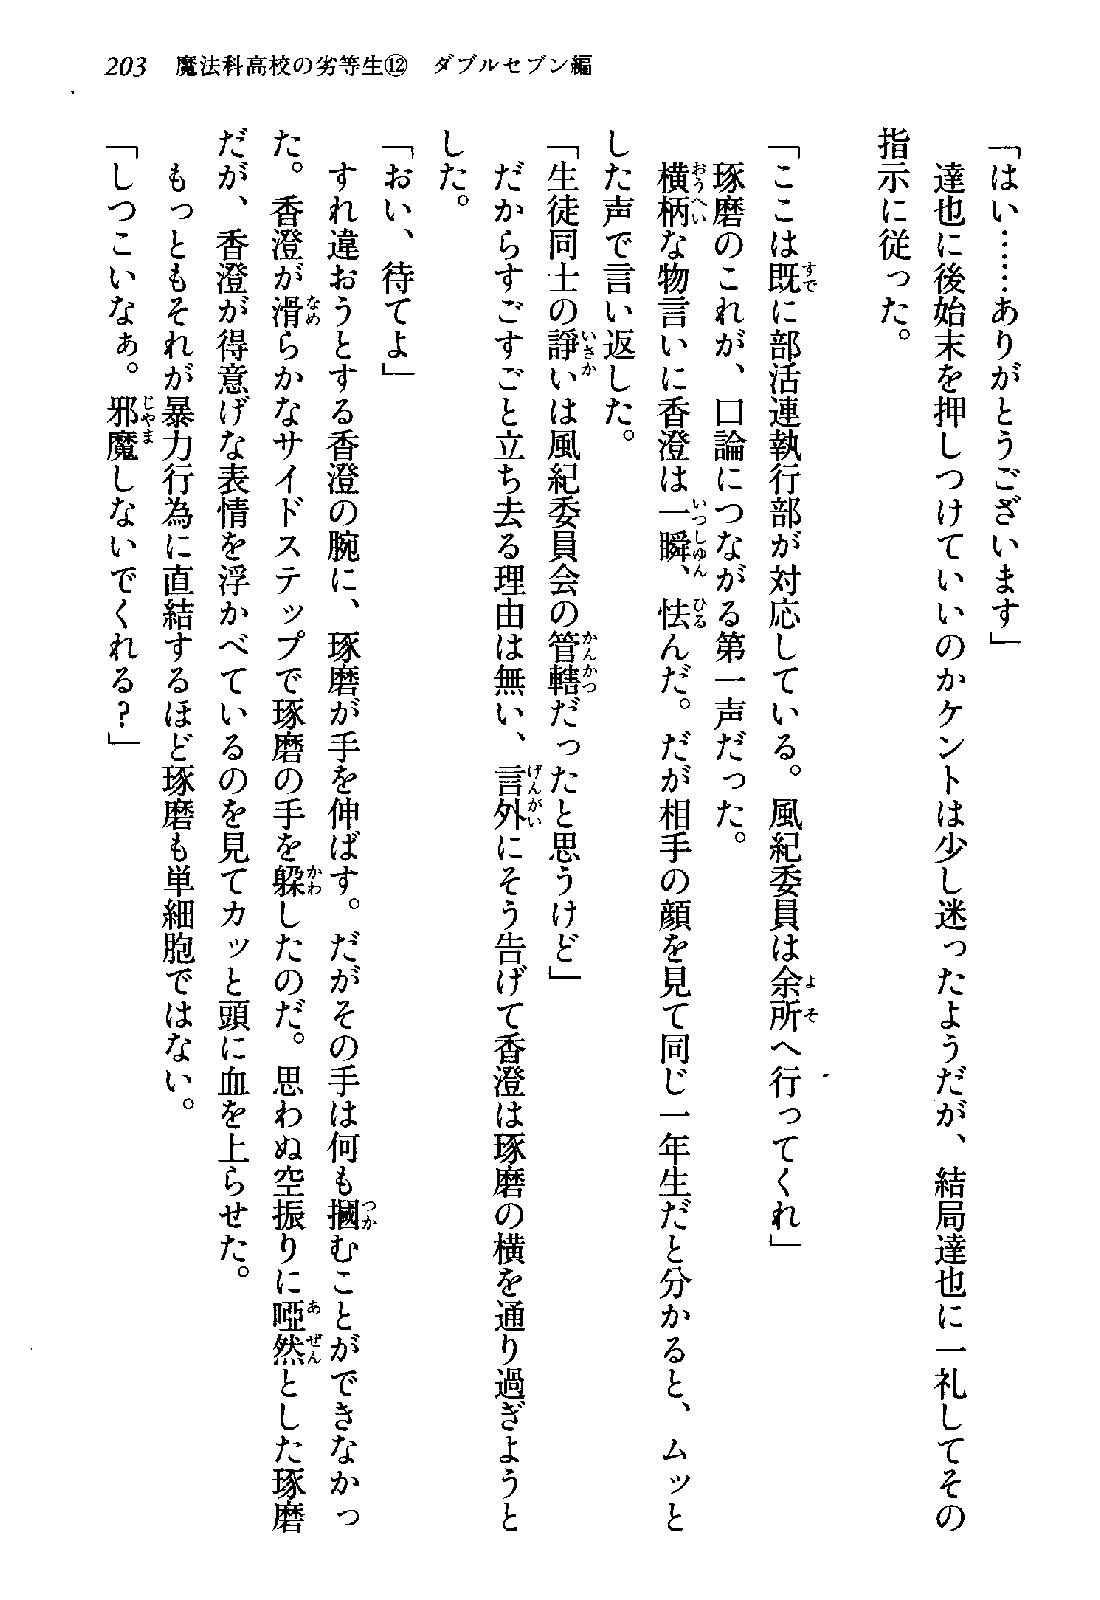 203 魔法科高校の劣等生⑫ ダブルセブン編
「はい……ありがとうございます」
達也に後始末を押しつけていいのかケントは少し迷ったようだが、結局達也に一礼してその
指示に従った。
「ここは既に部活連執行部が対応している。風紀委員は余所へ行ってくれ」
琢磨のこれが、口論につながる第一声だった。
横柄な物言いに香澄は一瞬、怯んだ。だが相手の顔を見て同じ一年生だと分かると、ムッと
した声で言い返した。
「生徒同士の諍いは風紀委員会の管轄だったと思うけど」
だからすごすごと立ち去る理由は無い、言外にそう告げて香澄は琢磨の横を通り過ぎようと
した。
「おい、待てよ」
すれ違おうとする香澄の腕に、琢磨が手を伸ばす。だがその手は何も摑むことができなかっ
た。香澄が滑らかなサイドステップで琢磨の手を躱したのだ。思わぬ空振りに啞然とした琢磨
だが、香澄が得意げな表情を浮かべているのを見てカッと頭に血を上らせた。
もっともそれが暴力行為に直結するほど琢磨も単細胞ではない。
「しつこいなぁ。邪魔しないでくれる?」